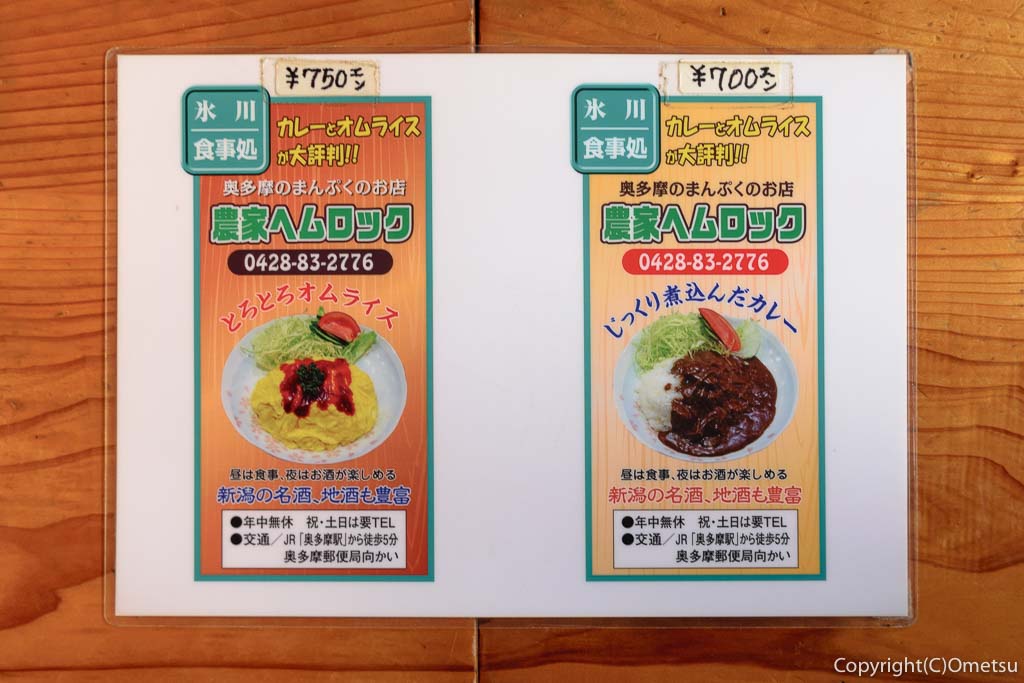 ¥750エン
氷川
食事処
カレーとオムライス
が大評判!!
奥多摩のまんぷくのお店
農家ヘムロック
0428-83-2776
とろとろオムライス
昼は食事、夜はお酒が楽しめる
新潟の名酒、地酒も豊富
●年中無休 祝・土日は要TEL
●交通/JR「奥多摩駅」から徒歩5分
奥多摩郵便局向かい
¥700エン
氷川
食事処
カレーとオムライス
が大評判!!
奥多摩のまんぷくのお店
農家ヘムロック
0428-83-2776
じっくり煮込んだカレー
昼は食事、夜はお酒が楽しめる
新潟の名酒、地酒も豊富
●年中無休 祝・土日は要TEL
●交通/JR「奥多摩駅」から徒歩5分
奥多摩郵便局向かい
Copyright(C)Ometsu